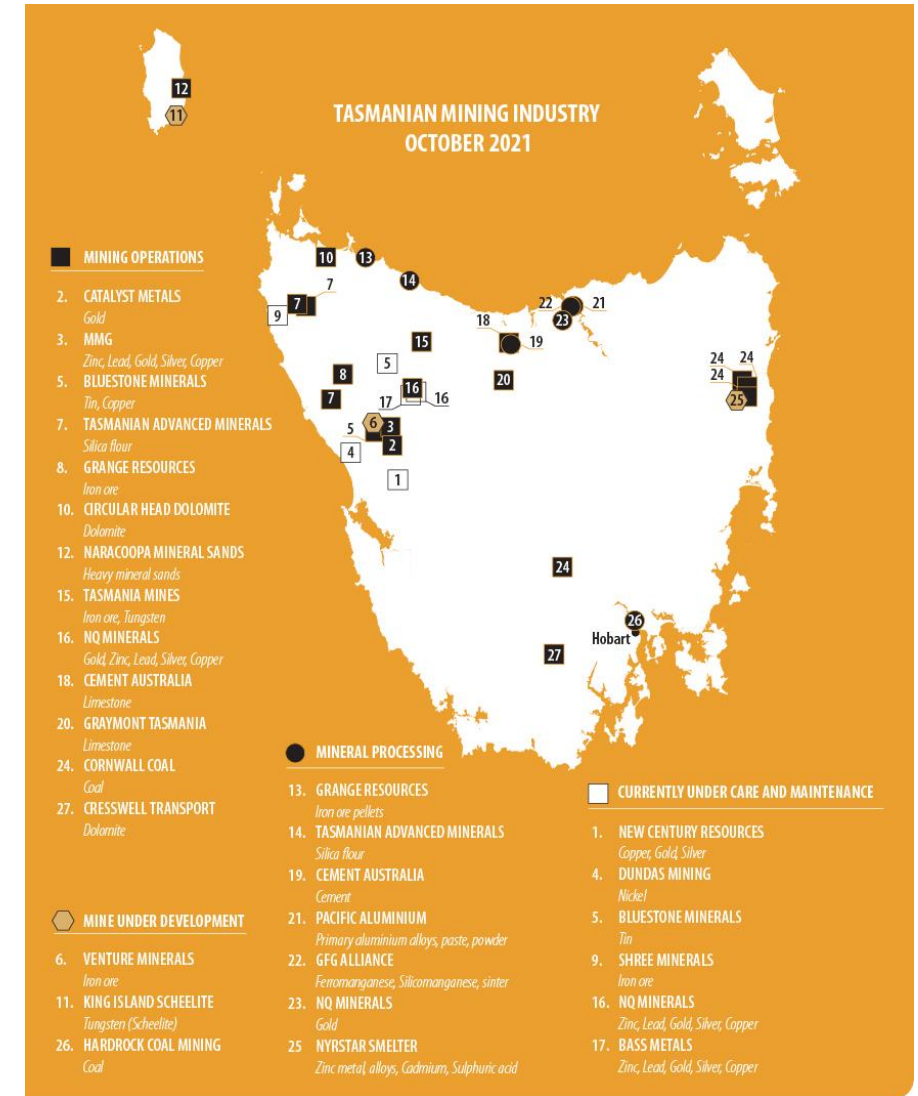 12
11
TASMANIAN MINING INDUSTRY
OCTOBER 2021
10
13
14
7
7
9
22
21
23
18
19
15
5
8
16
20
24
24
24
25
7
17
16
6
3
5
2
4
1
24
26
Hobart
27
MINING OPERATIONS
2. CATALYST METALS
Gold
3. MMG
Zinc, Lead, Gold, Silver, Copper
5. BLUESTONE MINERALS
Tin, Copper
7. TASMANIAN ADVANCED MINERALS
Silica flour
8. GRANGE RESOURCES
Iron ore
10. CIRCULAR HEAD DOLOMITE
Dolomite
12. NARACOOPA MINERAL SANDS
Heavy mineral sands
15. TASMANIA MINES
Iron ore, Tungsten
16. NQ MINERALS
Gold, Zinc, Lead, Silver, Copper
18. CEMENT AUSTRALIA
Limestone
20. GRAYMONT TASMANIA
Limestone
24. CORNWALL COAL
Coal
27. CRESSWELL TRANSPORT
Dolomite
MINE UNDER DEVELOPMENT
6. VENTURE MINERALS
Iron ore
11. KING ISLAND SCHEELITE
Tungsten (Scheelite)
26. HARDROCK COAL MINING
Coal
MINERAL PROCESSING
13. GRANGE RESOURCES
Iron ore pellets
14. TASMANIAN ADVANCED MINERALS
Silica flour
19. CEMENT AUSTRALIA
Cement
21. PACIFIC ALUMINIUM
Primary aluminium alloys, paste, powder
22. GFG ALLIANCE
Ferromanganese, Silicomanganese, sinter
23. NQ MINERALS
Gold
25 NYRSTAR SMELTER
Zinc metal, alloys, Cadmium, Sulphuric acid
CURRENTLY UNDER CARE AND MAINTENANCE
1. NEW CENTURY RESOURCES
Copper, Gold, Silver
4. DUNDAS MINING
Nickel
5. BLUESTONE MINERALS
Tin
9. SHREE MINERALS
Iron ore
16. NQ MINERALS
Zinc, Lead, Gold, Silver, Copper
17. BASS METALS
Zinc, Lead, Gold, Silver, Copper